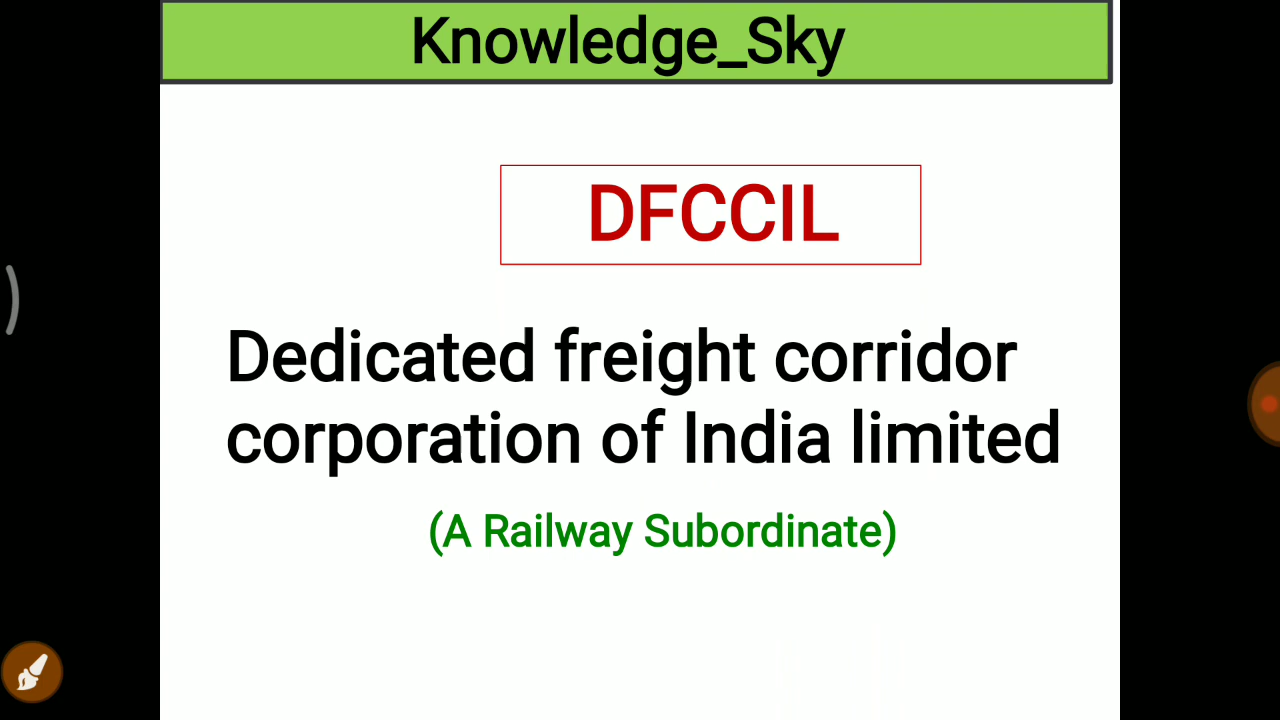 Knowledge_Sky
DFCCIL
Dedicated freight corridor
corporation of India limited
(A Railway Subordinate)